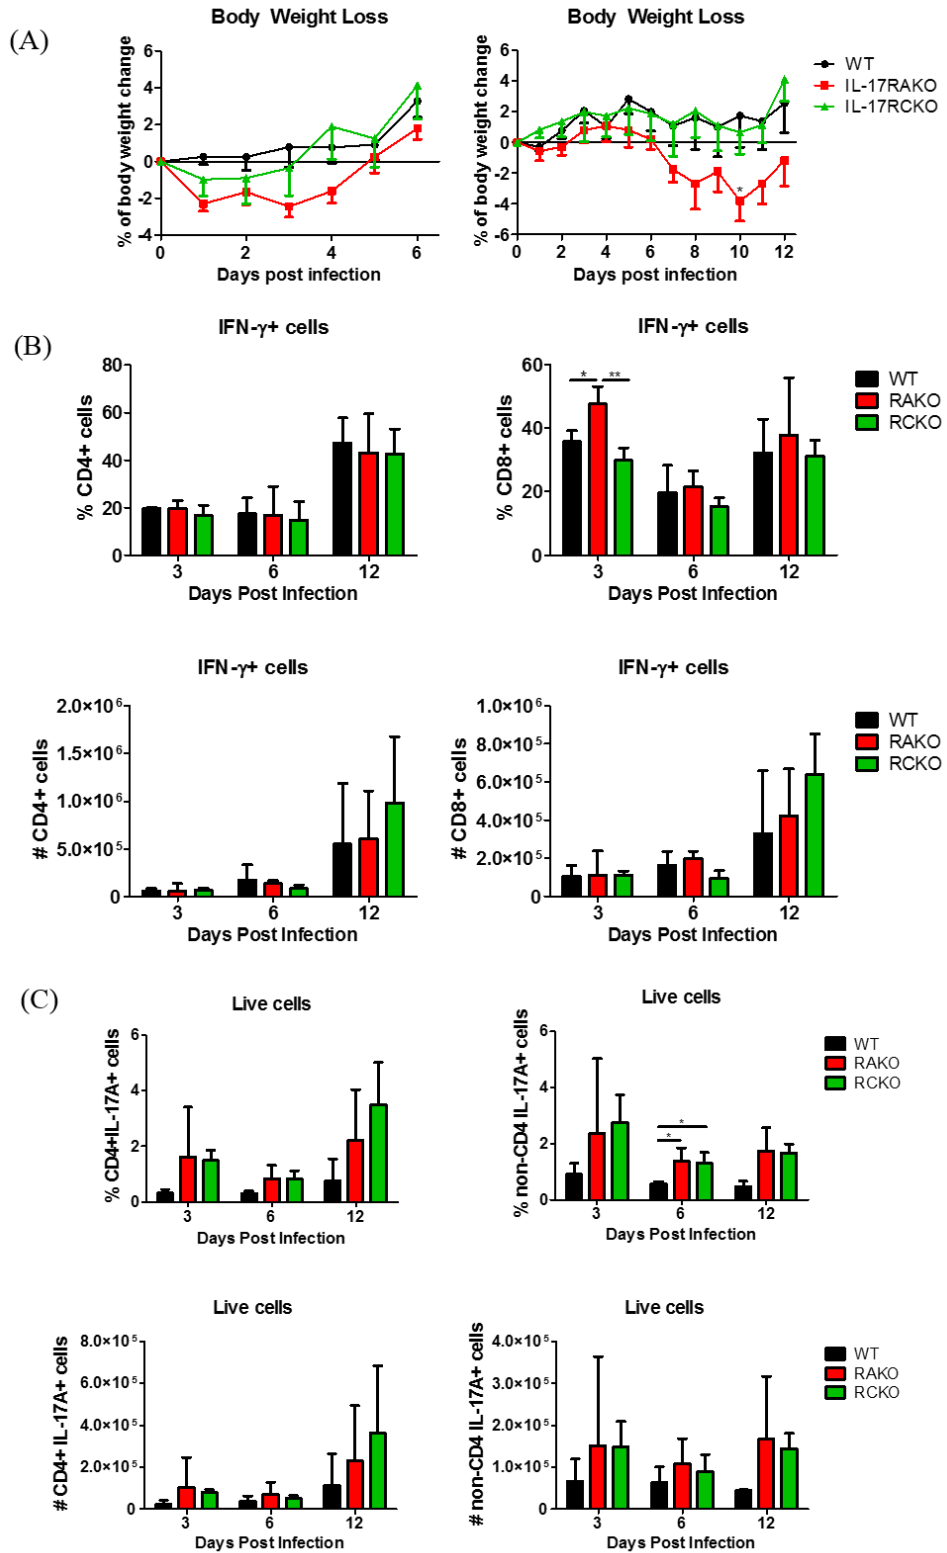 (A)
Body Weight Loss
% of body weight change
6
4
2
0
-2
-4
0
2
4
6
Days post infection
Body Weight Loss
% of body weight change
6
4
2
0
-2
-4
-6
*
0
2
4
6
8
10
12
Days post infection
WT
IL-17RAKO
IL-17RCKO
(B)
IFN-γ+ cells
% CD4+ cells
80
60
40
20
0
3
6
12
Days Post Infection
IFN-γ+ cells
% CD8+ cells
60
40
20
0
*
**
3
6
12
Days Post Infection
WT
RAKO
RCKO
IFN-γ+ cells
# CD4+ cells
2.0×10⁶
1.5×10⁶
1.0×10⁶
5.0×10⁵
0
3
6
12
Days Post Infection
IFN-γ+ cells
# CD8+ cells
1.0×10⁶
8.0×10⁵
6.0×10⁵
4.0×10⁵
2.0×10⁵
0
3
6
12
Days Post Infection
WT
RAKO
RCKO
(C)
Live cells
% CD4+IL-17A+ cells
6
4
2
0
3
6
12
Days Post Infection
Live cells
% non-CD4 IL-17A+ cells
6
4
2
0
*
*
3
6
12
Days Post Infection
WT
RAKO
RCKO
Live cells
# CD4+ IL-17A+ cells
8.0×10⁵
6.0×10⁵
4.0×10⁵
2.0×10⁵
0
3
6
12
Days Post Infection
Live cells
# non-CD4 IL-17A+ cells
4.0×10⁵
3.0×10⁵
2.0×10⁵
1.0×10⁵
0
3
6
12
Days Post Infection
WT
RAKO
RCKO